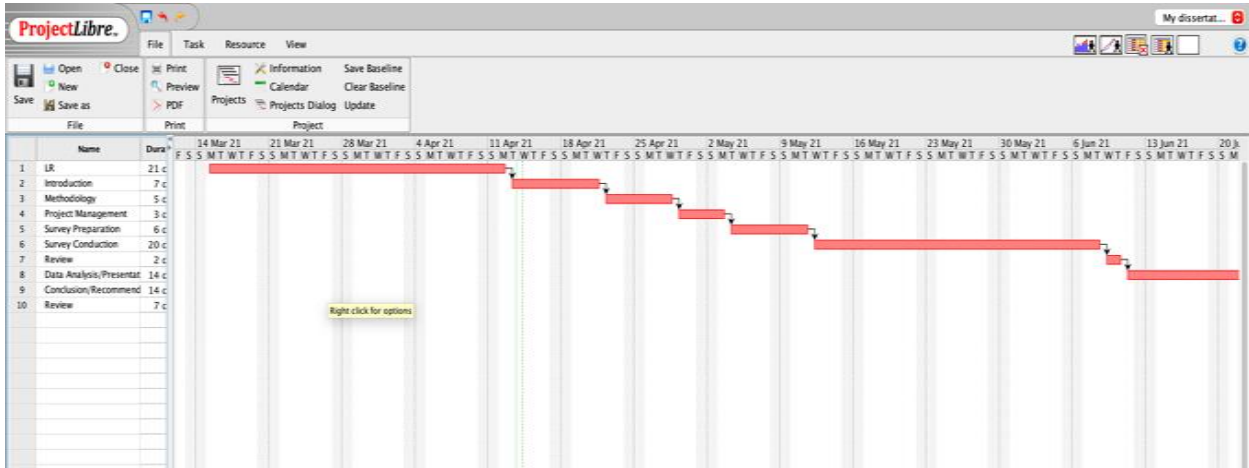 ProjectLibre
My dissertat...
File Task Resource View
Save
Open
New
Save as
Close
File
Print
Preview
PDF
Print
Projects
Information
Calendar
Projects Dialog
Save Baseline
Clear Baseline
Update
Project
Name Dura
14 Mar 21 21 Mar 21 28 Mar 21 4 Apr 21 11 Apr 21 18 Apr 21 25 Apr 21 2 May 21 9 May 21 16 May 21 23 May 21 30 May 21 6 Jun 21 13 Jun 21 20 Ju
F S S M T W T F S S M T W T F S S M T W T F S S M T W T F S S M T W T F S S M T W T F S S M T W T F S S M T W T F S S M T W T F S S M T W T F S S M T W T F S S M T W T F S S M T W T F S S M T W T F S S M
1 LR 21 d
2 Introduction 7 d
3 Methodology 5 d
4 Project Management 3 d
5 Survey Preparation 6 d
6 Survey Conduction 20 d
7 Review 2 d
8 Data Analysis/Presentat 14 d
9 Conclusion/Recommend 14 d
10 Review 7 d
Right click for options